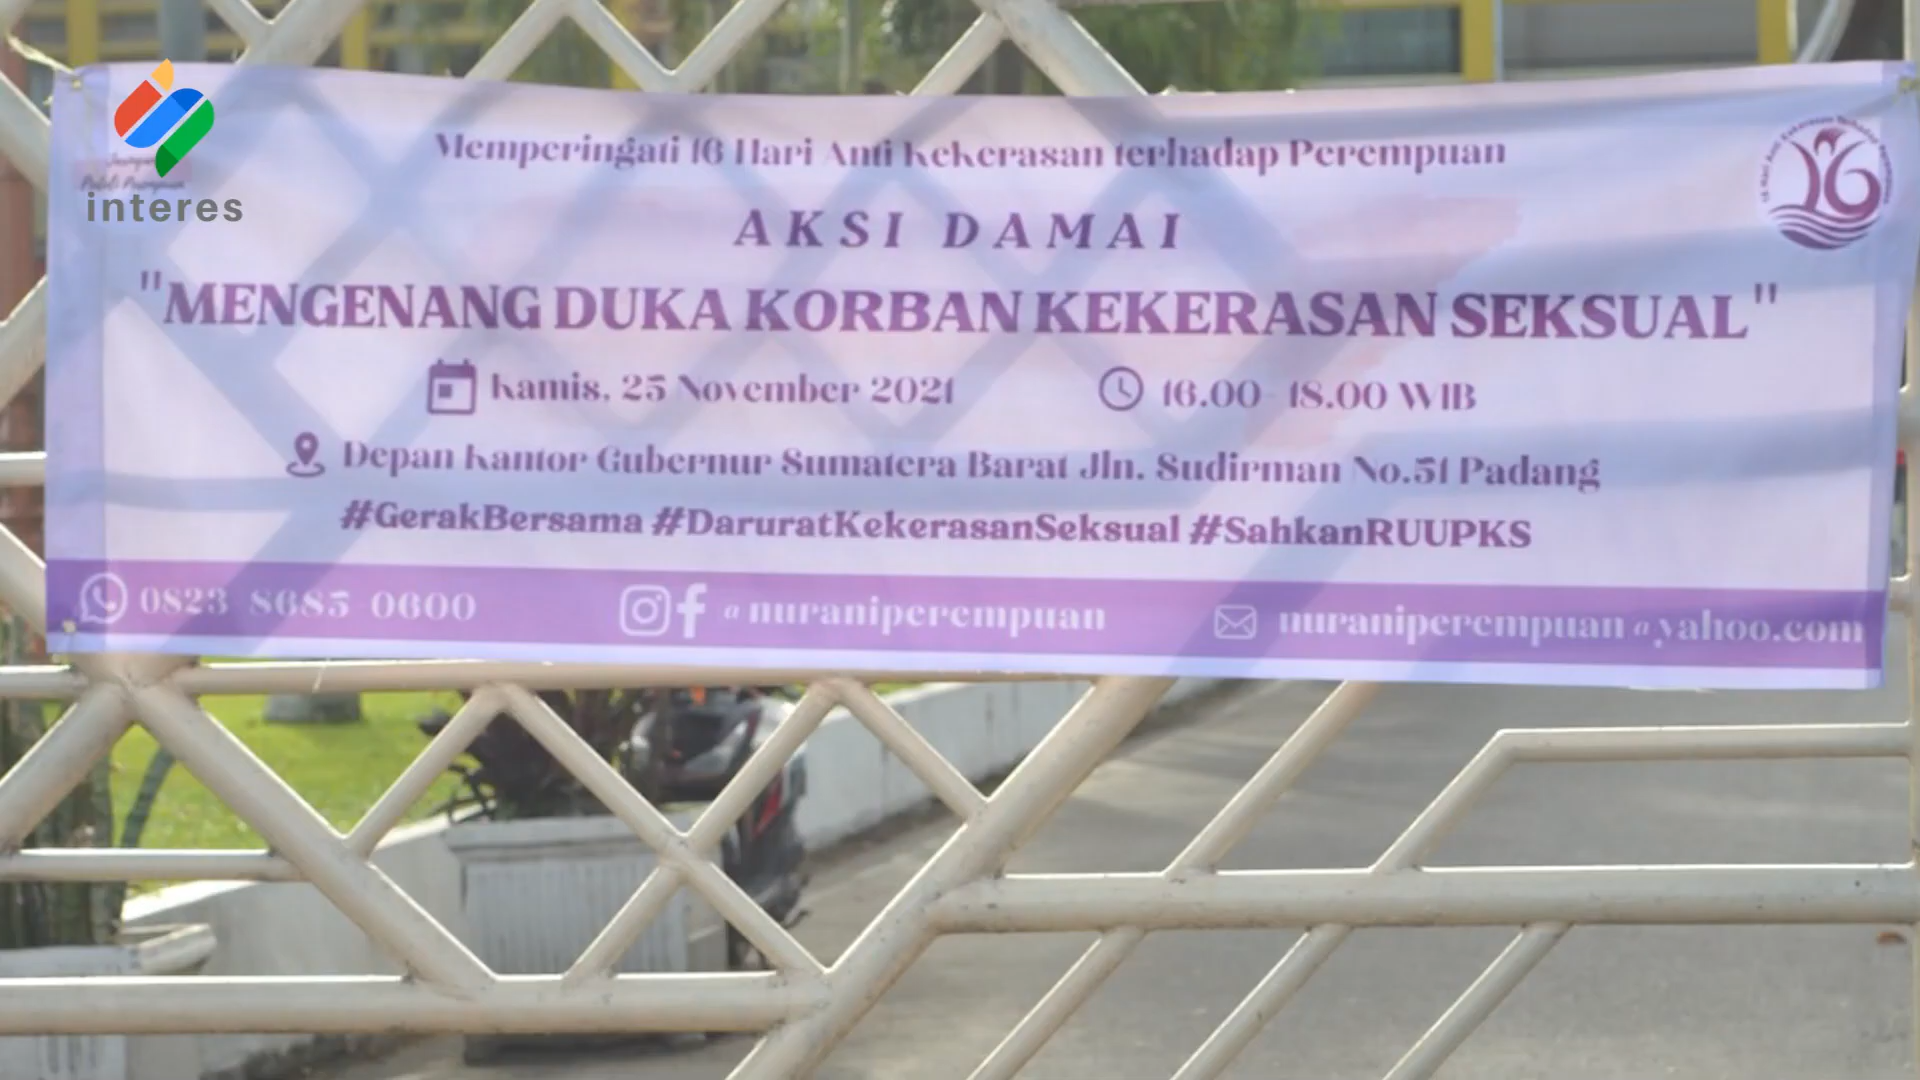 interes
Memperingati 16 Hari Anti Kekerasan terhadap Perempuan
16
AKSI DAMAI
"MENGENANG DUKA KORBAN KEKERASAN SEKSUAL"
Kamis, 25 November 2021
16.00 - 18.00 WIB
Depan Kantor Gubernur Sumatera Barat Jln. Sudirman No.51 Padang
#GerakBersama #DaruratKekerasanSeksual #SahkanRUUPKS
0823 8685 0600
@nuraniperempuan
nuraniperempuan@yahoo.com